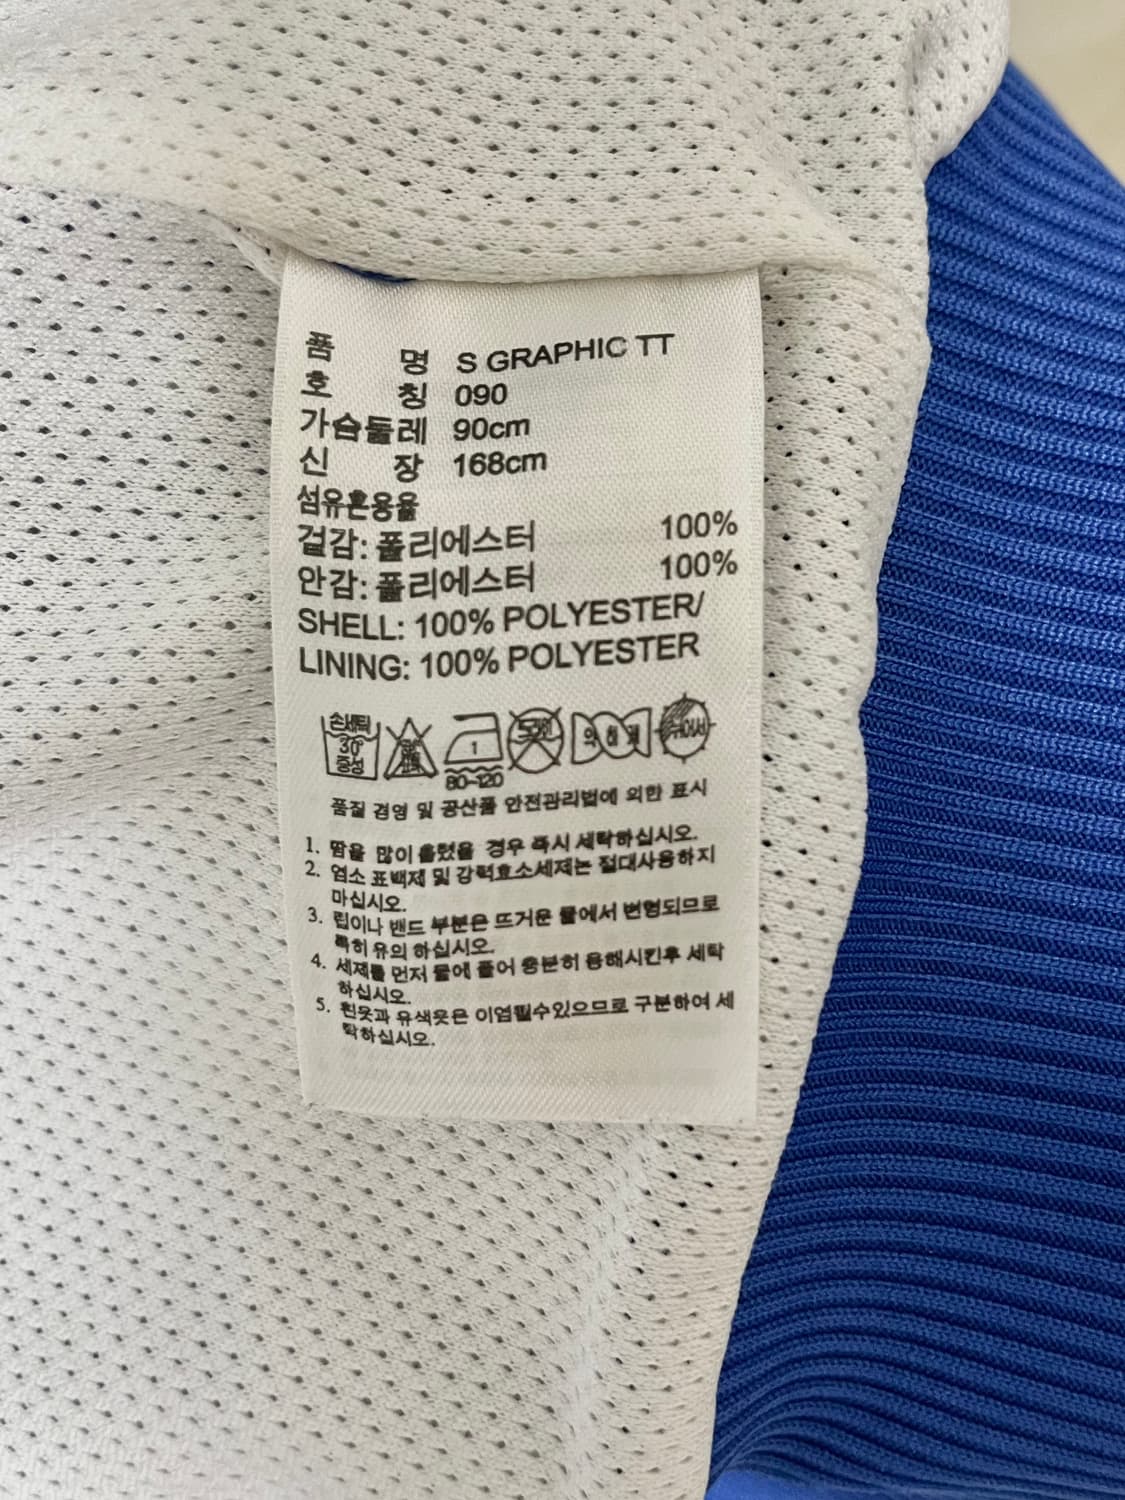 품 명 S GRAPHIC TT
호 칭 090
가슴둘레 90cm
신 장 168cm
섬유혼용율
겉감: 폴리에스터 100%
안감: 폴리에스터 100%
SHELL: 100% POLYESTER/
LINING: 100% POLYESTER
손세탁
30°
중성
1
80~120
드라이
약하게
품질 경영 및 공산품 안전관리법에 의한 표시
1. 땀을 많이 흘렸을 경우 즉시 세탁하십시오.
2. 염소 표백제 및 강력효소세제는 절대사용하지
마십시오.
3. 립이나 밴드 부분은 뜨거운 물에서 변형되므로
특히 유의 하십시오.
4. 세제를 먼저 물에 풀어 충분히 용해시킨후 세탁
하십시오.
5. 흰옷과 유색옷은 이염될수있으므로 구분하여 세
탁하십시오.